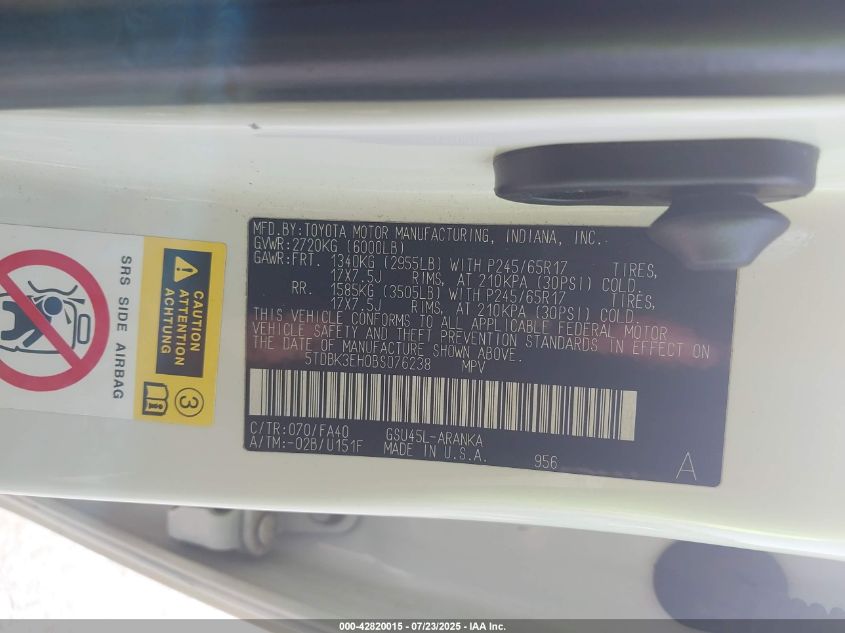 MFD.BY:TOYOTA MOTOR MANUFACTURING, INDIANA, INC.
GVWR:2720KG (6000LB)
GAWR:FRT. 1340KG (2955LB) WITH P245/65R17 TIRES,
17X7.5J RIMS, AT 210KPA (30PSI) COLD.
RR. 1585KG (3505LB) WITH P245/65R17 TIRES,
17X7.5J RIMS, AT 210KPA (30PSI) COLD.
THIS VEHICLE CONFORMS TO ALL APPLICABLE FEDERAL MOTOR
VEHICLE SAFETY AND THEFT PREVENTION STANDARDS IN EFFECT ON
THE DATE OF MANUFACTURE SHOWN ABOVE.
5TDBK3EH0BS076238 MPV
C/TR:070/FA40 GSU45L-ARANKA
A/TM:-02B/U151F MADE IN U.S.A.
956
A
CAUTION
ATTENTION
ACHTUNG
SRS SIDE AIRBAG
3
000-42820015 - 07/23/2025 - IAA Inc.